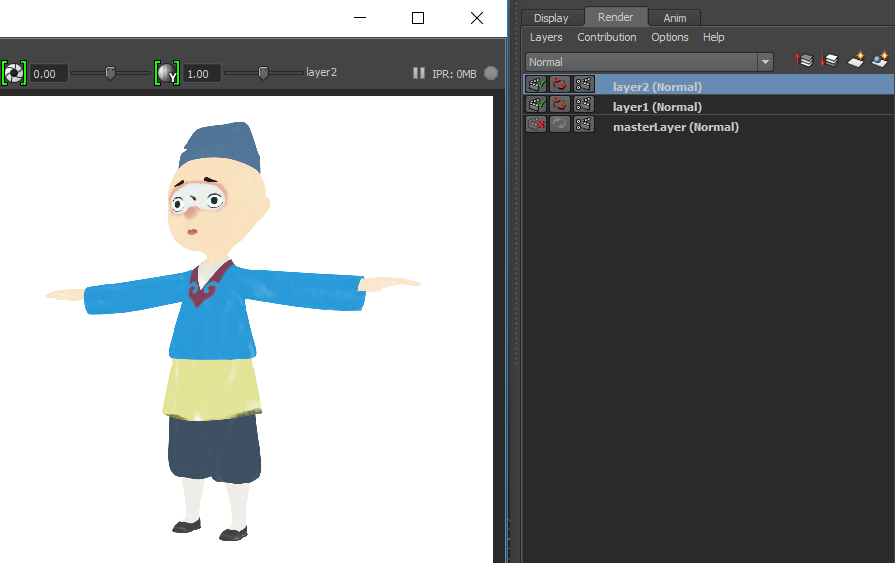 Display Render Anim
Layers Contribution Options Help
Normal
0.00 Y 1.00 layer2 IPR: 0MB
layer2 (Normal)
layer1 (Normal)
masterLayer (Normal)